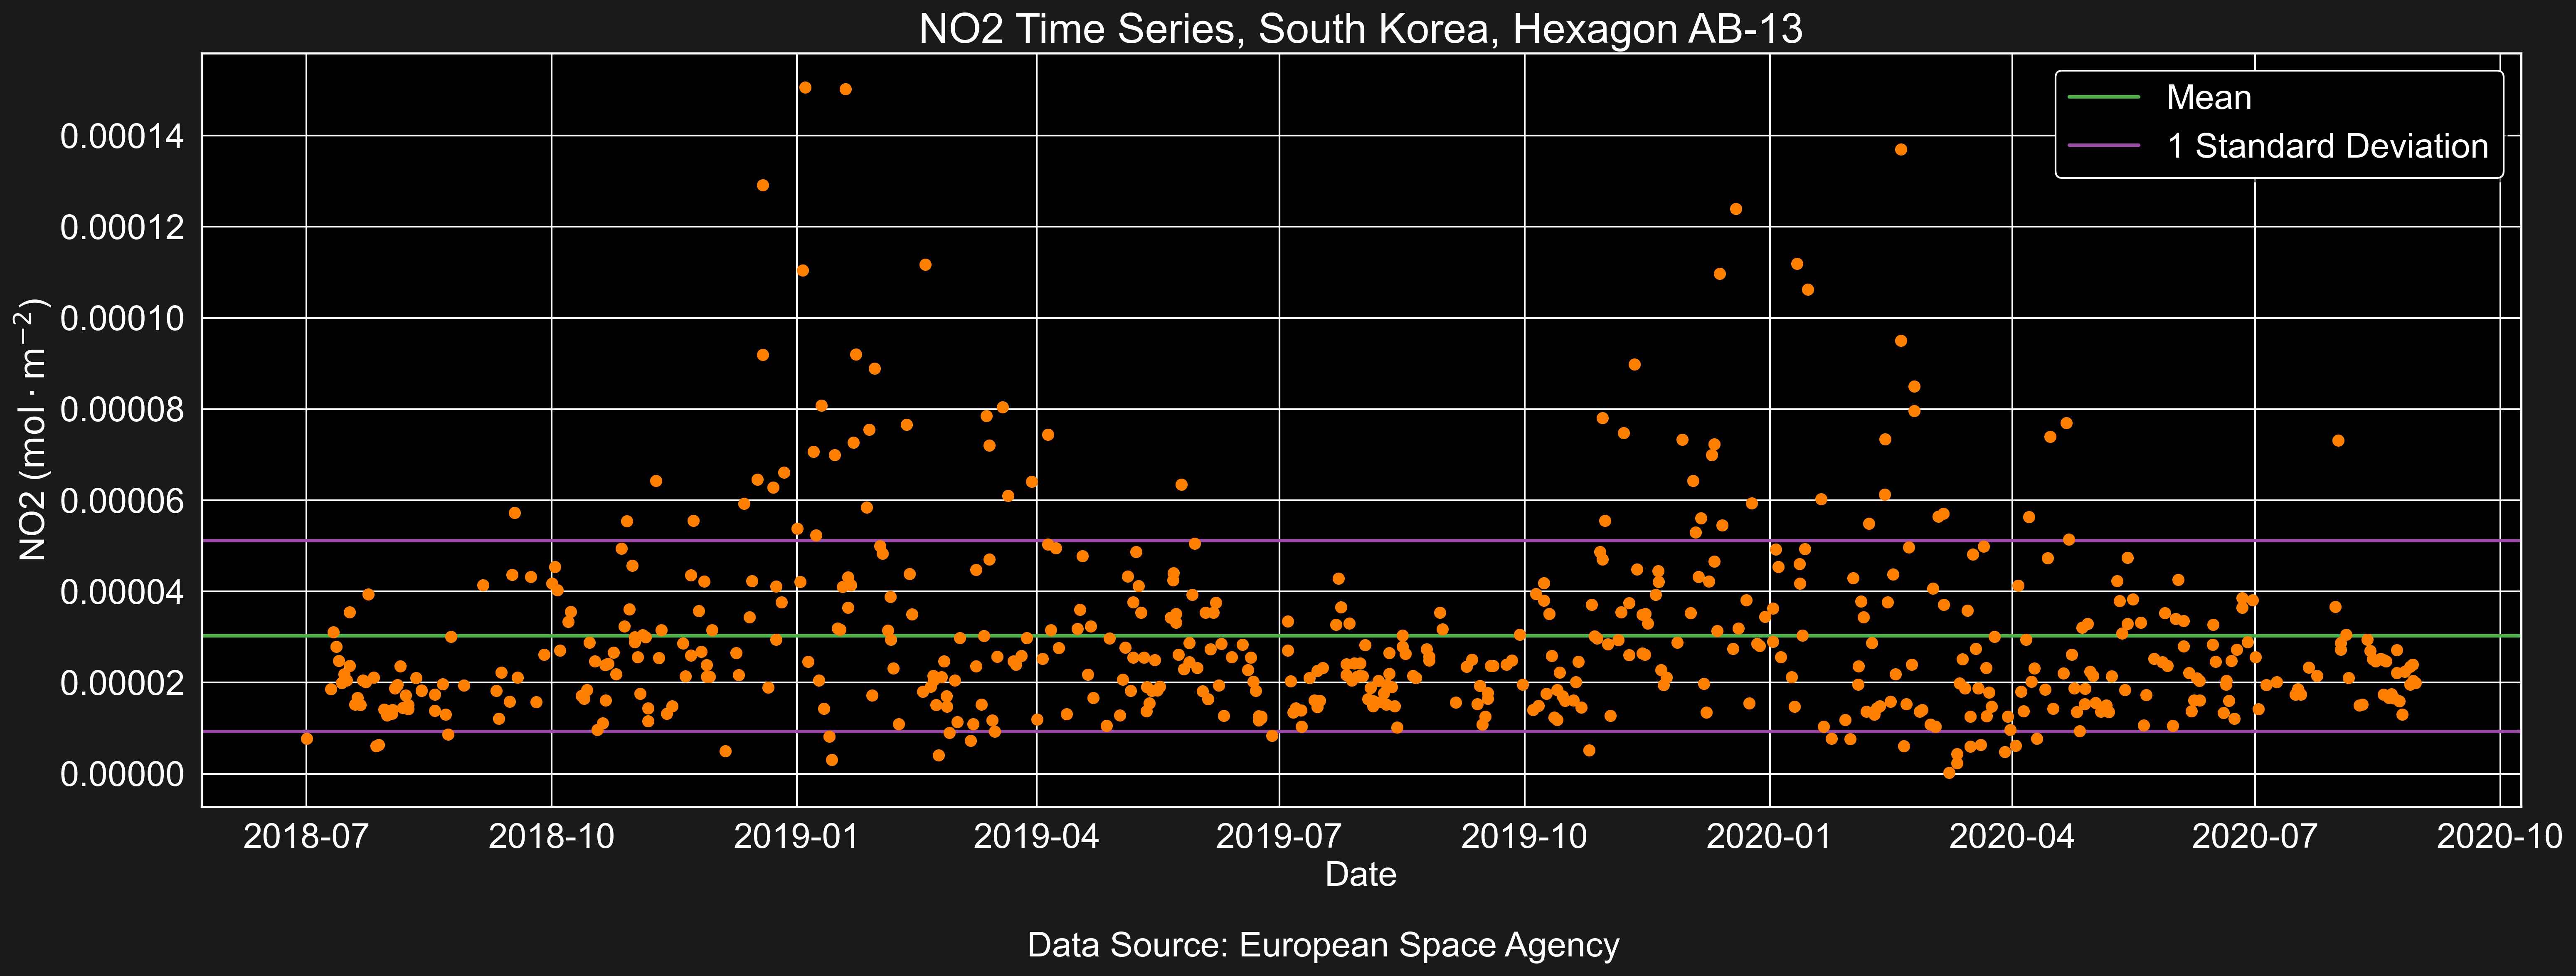 NO2 Time Series, South Korea, Hexagon AB-13
Mean
1 Standard Deviation
NO2 (mol · m⁻²)
0.00014
0.00012
0.00010
0.00008
0.00006
0.00004
0.00002
0.00000
2018-07 2018-10 2019-01 2019-04 2019-07 2019-10 2020-01 2020-04 2020-07 2020-10
Date
Data Source: European Space Agency